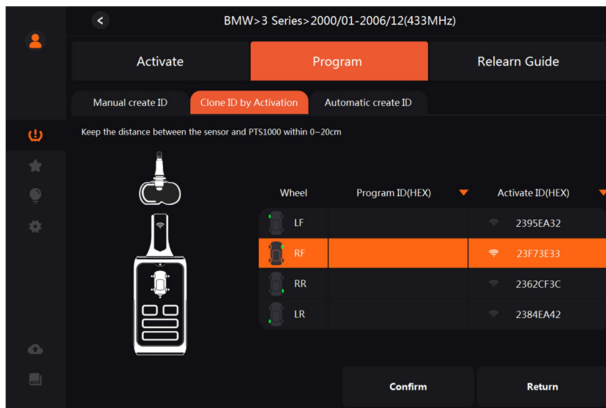 BMW>3 Series>2000/01-2006/12(433MHz)
Activate Program Relearn Guide
Manual create ID Clone ID by Activation Automatic create ID
Keep the distance between the sensor and PTS1000 within 0~20cm
Wheel Program ID(HEX) Activate ID(HEX)
LF 2395EA32
RF 23F73E33
RR 2362CF3C
LR 2384EA42
Confirm Return